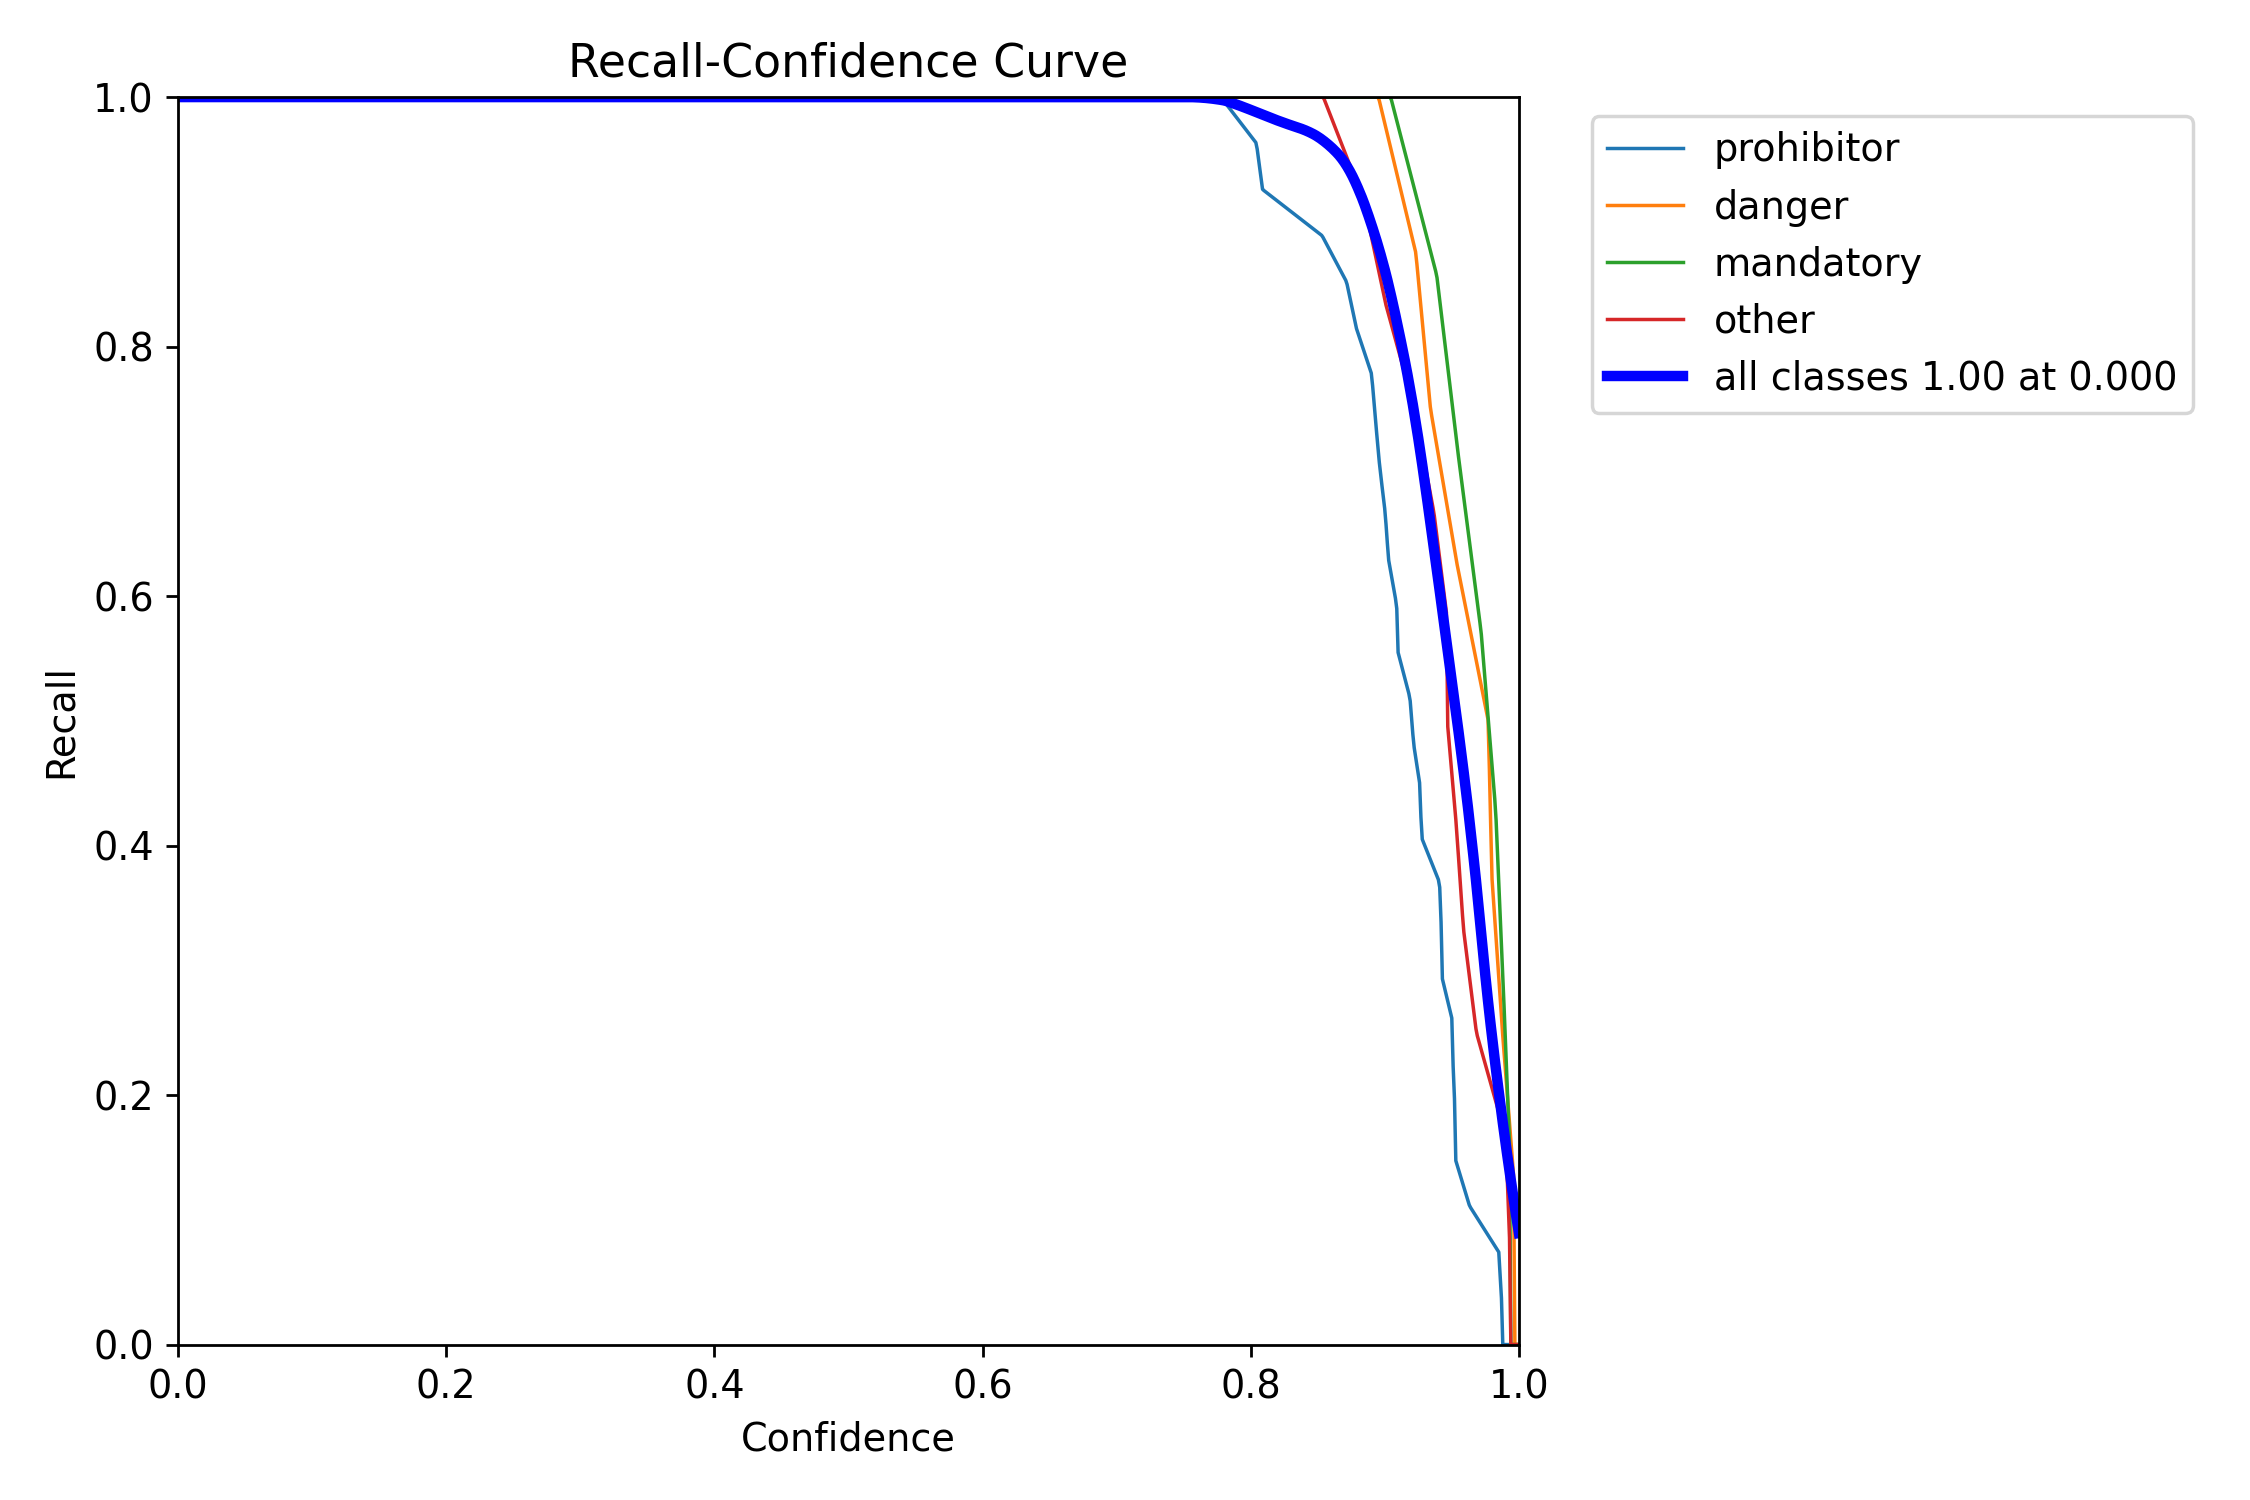 Recall-Confidence Curve
1.0
0.8
0.6
0.4
0.2
0.0
Recall
0.0 0.2 0.4 0.6 0.8 1.0
Confidence
prohibitor
danger
mandatory
other
all classes 1.00 at 0.000